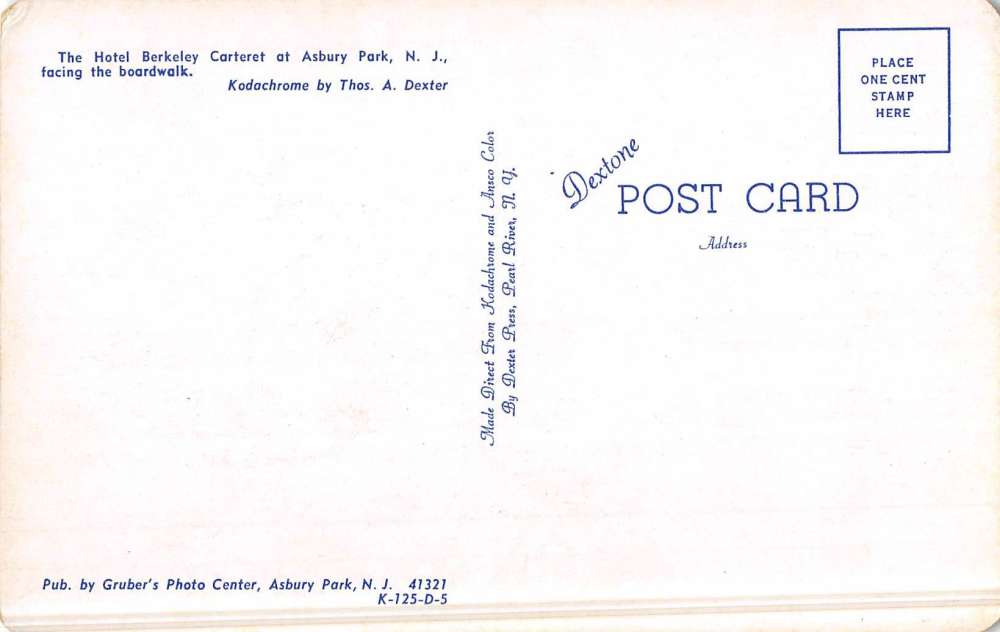 The Hotel Berkeley Carteret at Asbury Park, N. J.,
facing the boardwalk.
Kodachrome by Thos. A. Dexter
Pub. by Gruber's Photo Center, Asbury Park, N. J. 41321
K-125-D-5
Made Direct From Kodachrome and Ansco Color
By Dexter Press, Pearl River, N. Y.
PLACE
ONE CENT
STAMP
HERE
Dextone
POST CARD
Address